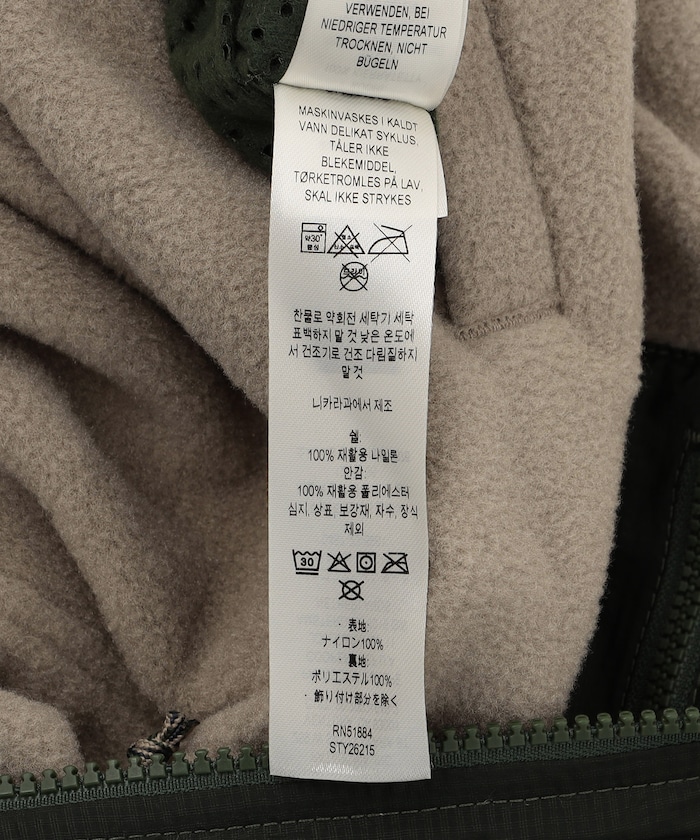 VERWENDEN, BEI
NIEDRIGER TEMPERATUR
TROCKNEN, NICHT
BÜGELN
MASKINVASKES I KALDT
VANN DELIKAT SYKLUS,
TÅLER IKKE
BLEKEMIDDEL,
TØRKETROMLES PÅ LAV,
SKAL IKKE STRYKES
약30°
중성
찬물로 약회전 세탁기 세탁
표백하지 말 것 낮은 온도에
서 건조기로 건조 다림질하지
말 것
니카라과에서 제조
쉘:
100% 재활용 나일론
안감:
100% 재활용 폴리에스터
심지, 상표, 보강재, 자수, 장식
제외
30
・ 表地:
ナイロン100%
・ 裏地:
ポリエステル100%
・ 飾り付け部分を除く
RN51884
STY26215